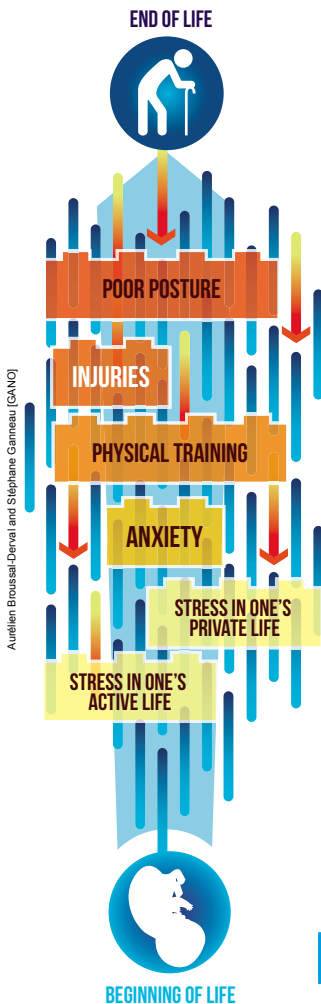 END OF LIFE
POOR POSTURE
INJURIES
PHYSICAL TRAINING
ANXIETY
STRESS IN ONE'S
PRIVATE LIFE
STRESS IN ONE'S
ACTIVE LIFE
BEGINNING OF LIFE
Aurélien Broussal-Derval and Stéphane Ganneau [GANO]